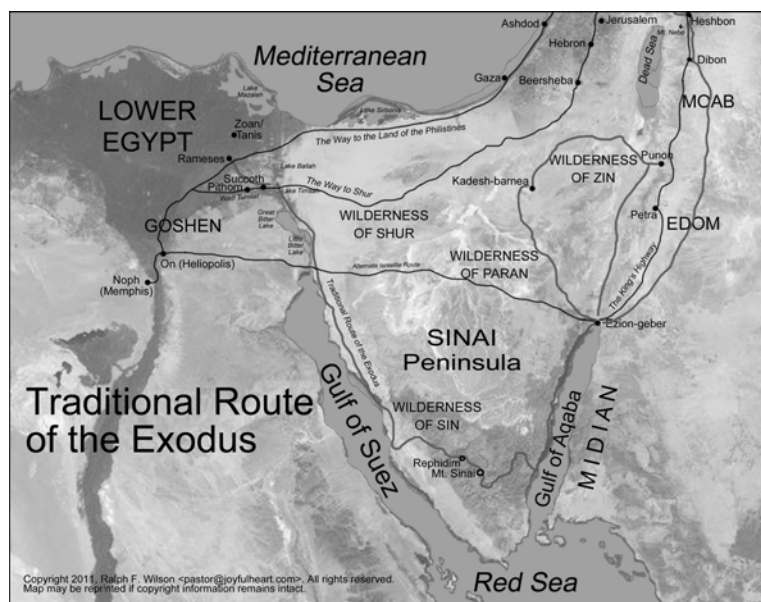 Ashdod
Jerusalem
Heshbon
Mt. Nebo
Mediterranean
Sea
Hebron
Dibon
Dead Sea
Gaza
Beersheba
Lake
Manzalah
LOWER
EGYPT
Lake Sirbonis
MOAB
Zoan/
Tanis
The Way to the Land of the Philistines
Rameses
Lake Ballah
WILDERNESS
OF ZIN
Punon
Succoth
Pithom
Lake Timsah
The Way to Shur
Kadesh-barnea
Wadi Tumilat
GOSHEN
Great
Bitter
Lake
WILDERNESS
OF SHUR
Petra
EDOM
Little
Bitter
Lake
On (Heliopolis)
Alternate Israelite Route
WILDERNESS
OF PARAN
The King's Highway
Noph
(Memphis)
Traditional Route of the Exodus
SINAI
Peninsula
Ezion-geber
Traditional Route
of the Exodus
Gulf of Suez
WILDERNESS
OF SIN
Gulf of Aqaba
MIDIAN
Rephidim
Mt. Sinai
Copyright 2011, Ralph F. Wilson <pastor@joyfulheart.com>. All rights reserved.
Map may be reprinted if copyright information remains intact.
Red Sea